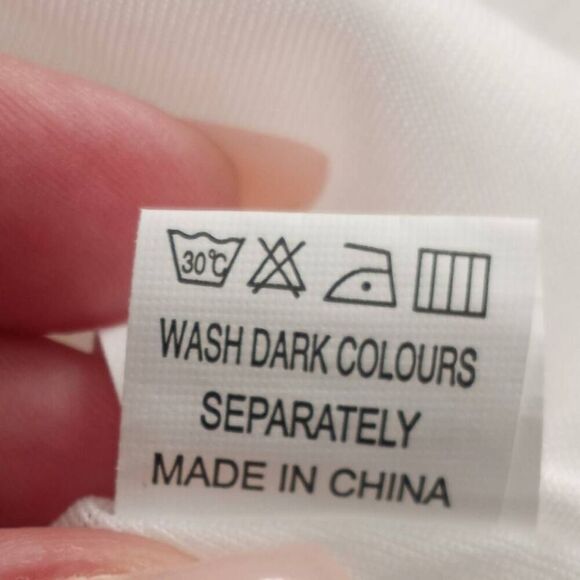 30℃
WASH DARK COLOURS
SEPARATELY
MADE IN CHINA